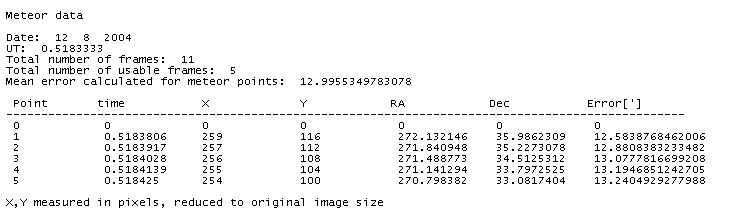 Meteor data
Date: 12 8 2004
UT: 0.5183333
Total number of frames: 11
Total number of usable frames: 5
Mean error calculated for meteor points: 12.9955349783078
Point time X Y RA Dec Error[']
0 0 0 0 0 0 0
1 0.5183806 259 116 272.132146 35.9862309 12.5838768462006
2 0.5183917 257 112 271.840948 35.2273078 12.8808383233482
3 0.5184028 256 108 271.488773 34.5125312 13.0777816699208
4 0.5184139 255 104 271.141294 33.7972525 13.1946851242705
5 0.518425 254 100 270.798382 33.0817404 13.2404929277988
X,Y measured in pixels, reduced to original image size